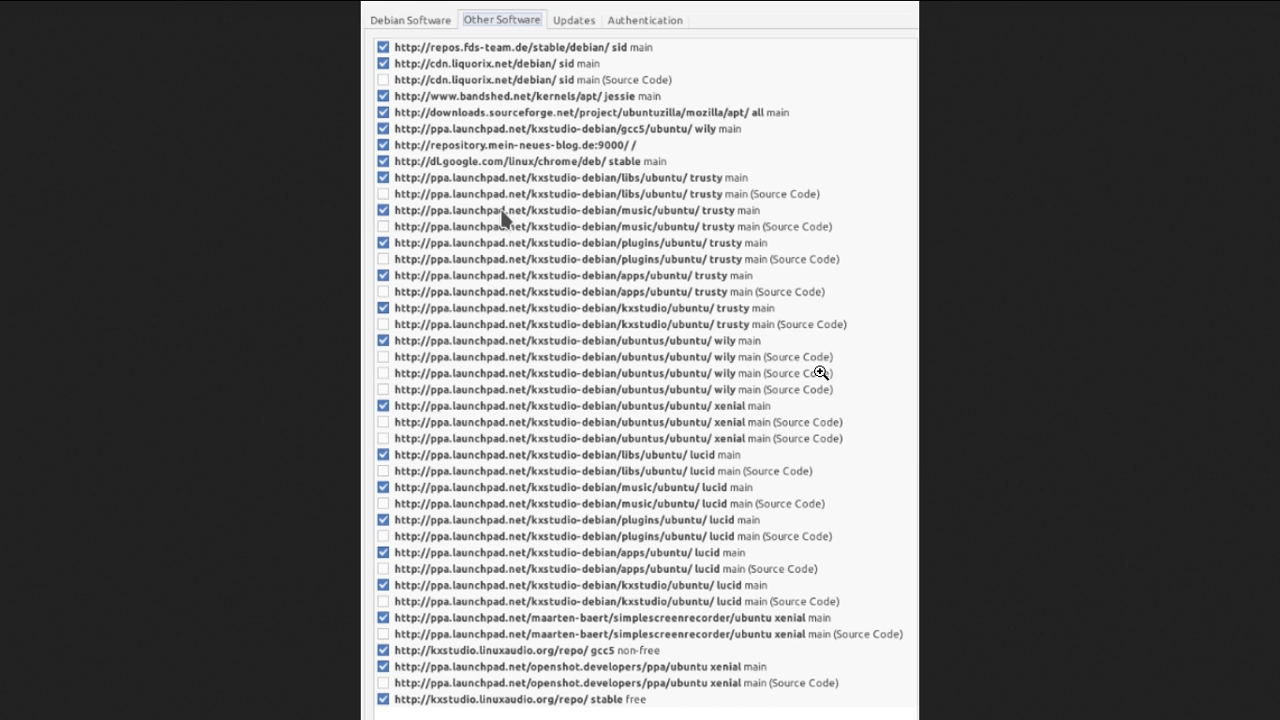 Debian Software Other Software Updates Authentication
http://repos.fds-team.de/stable/debian/ sid main
http://cdn.liquorix.net/debian/ sid main
http://cdn.liquorix.net/debian/ sid main (Source Code)
http://www.bandshed.net/kernels/apt/ jessie main
http://downloads.sourceforge.net/project/ubuntuzilla/mozilla/apt/ all main
http://ppa.launchpad.net/kxstudio-debian/gcc5/ubuntu/ wily main
http://repository.mein-neues-blog.de:9000/ /
http://dl.google.com/linux/chrome/deb/ stable main
http://ppa.launchpad.net/kxstudio-debian/libs/ubuntu/ trusty main
http://ppa.launchpad.net/kxstudio-debian/libs/ubuntu/ trusty main (Source Code)
http://ppa.launchpad.net/kxstudio-debian/music/ubuntu/ trusty main
http://ppa.launchpad.net/kxstudio-debian/music/ubuntu/ trusty main (Source Code)
http://ppa.launchpad.net/kxstudio-debian/plugins/ubuntu/ trusty main
http://ppa.launchpad.net/kxstudio-debian/plugins/ubuntu/ trusty main (Source Code)
http://ppa.launchpad.net/kxstudio-debian/apps/ubuntu/ trusty main
http://ppa.launchpad.net/kxstudio-debian/apps/ubuntu/ trusty main (Source Code)
http://ppa.launchpad.net/kxstudio-debian/kxstudio/ubuntu/ trusty main
http://ppa.launchpad.net/kxstudio-debian/kxstudio/ubuntu/ trusty main (Source Code)
http://ppa.launchpad.net/kxstudio-debian/ubuntus/ubuntu/ wily main
http://ppa.launchpad.net/kxstudio-debian/ubuntus/ubuntu/ wily main (Source Code)
http://ppa.launchpad.net/kxstudio-debian/ubuntus/ubuntu/ wily main (Source Code)
http://ppa.launchpad.net/kxstudio-debian/ubuntus/ubuntu/ wily main (Source Code)
http://ppa.launchpad.net/kxstudio-debian/ubuntus/ubuntu/ xenial main
http://ppa.launchpad.net/kxstudio-debian/ubuntus/ubuntu/ xenial main (Source Code)
http://ppa.launchpad.net/kxstudio-debian/ubuntus/ubuntu/ xenial main (Source Code)
http://ppa.launchpad.net/kxstudio-debian/libs/ubuntu/ lucid main
http://ppa.launchpad.net/kxstudio-debian/libs/ubuntu/ lucid main (Source Code)
http://ppa.launchpad.net/kxstudio-debian/music/ubuntu/ lucid main
http://ppa.launchpad.net/kxstudio-debian/music/ubuntu/ lucid main (Source Code)
http://ppa.launchpad.net/kxstudio-debian/plugins/ubuntu/ lucid main
http://ppa.launchpad.net/kxstudio-debian/plugins/ubuntu/ lucid main (Source Code)
http://ppa.launchpad.net/kxstudio-debian/apps/ubuntu/ lucid main
http://ppa.launchpad.net/kxstudio-debian/apps/ubuntu/ lucid main (Source Code)
http://ppa.launchpad.net/kxstudio-debian/kxstudio/ubuntu/ lucid main
http://ppa.launchpad.net/kxstudio-debian/kxstudio/ubuntu/ lucid main (Source Code)
http://ppa.launchpad.net/maarten-baert/simplescreenrecorder/ubuntu xenial main
http://ppa.launchpad.net/maarten-baert/simplescreenrecorder/ubuntu xenial main (Source Code)
http://kxstudio.linuxaudio.org/repo/ gcc5 non-free
http://ppa.launchpad.net/openshot.developers/ppa/ubuntu xenial main
http://ppa.launchpad.net/openshot.developers/ppa/ubuntu xenial main (Source Code)
http://kxstudio.linuxaudio.org/repo/ stable free